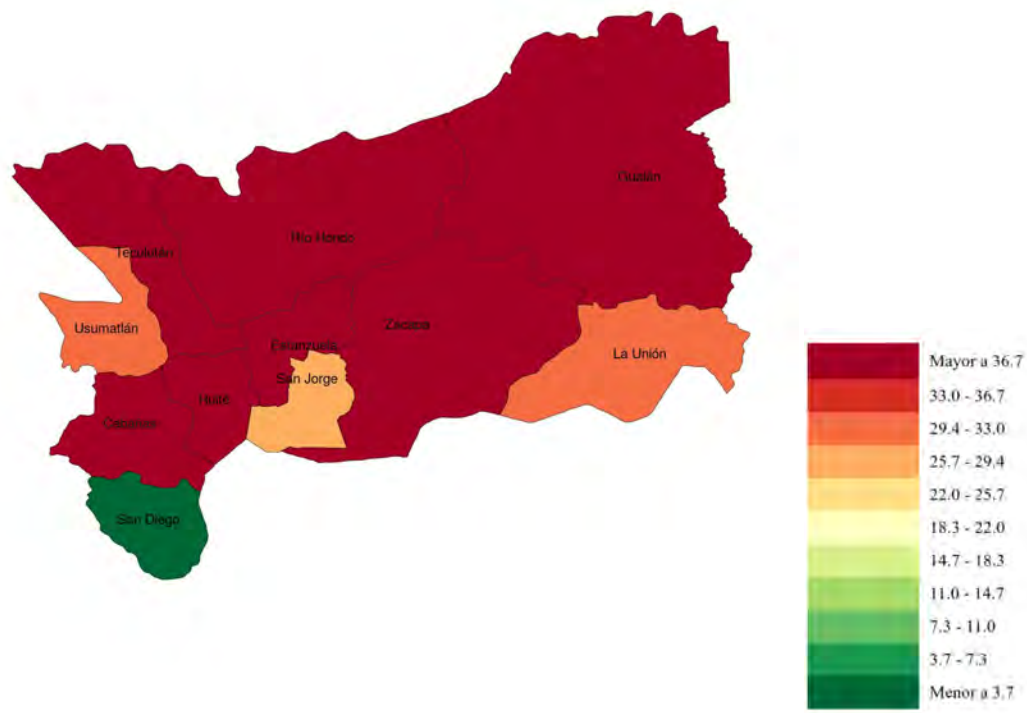 Gualán
Río Hondo
Teculután
Usumatlán
Zacapa
Estanzuela
La Unión
San Jorge
Huité
Cabañas
San Diego
Mayor a 36.7
33.0 - 36.7
29.4 - 33.0
25.7 - 29.4
22.0 - 25.7
18.3 - 22.0
14.7 - 18.3
11.0 - 14.7
7.3 - 11.0
3.7 - 7.3
Menor a 3.7